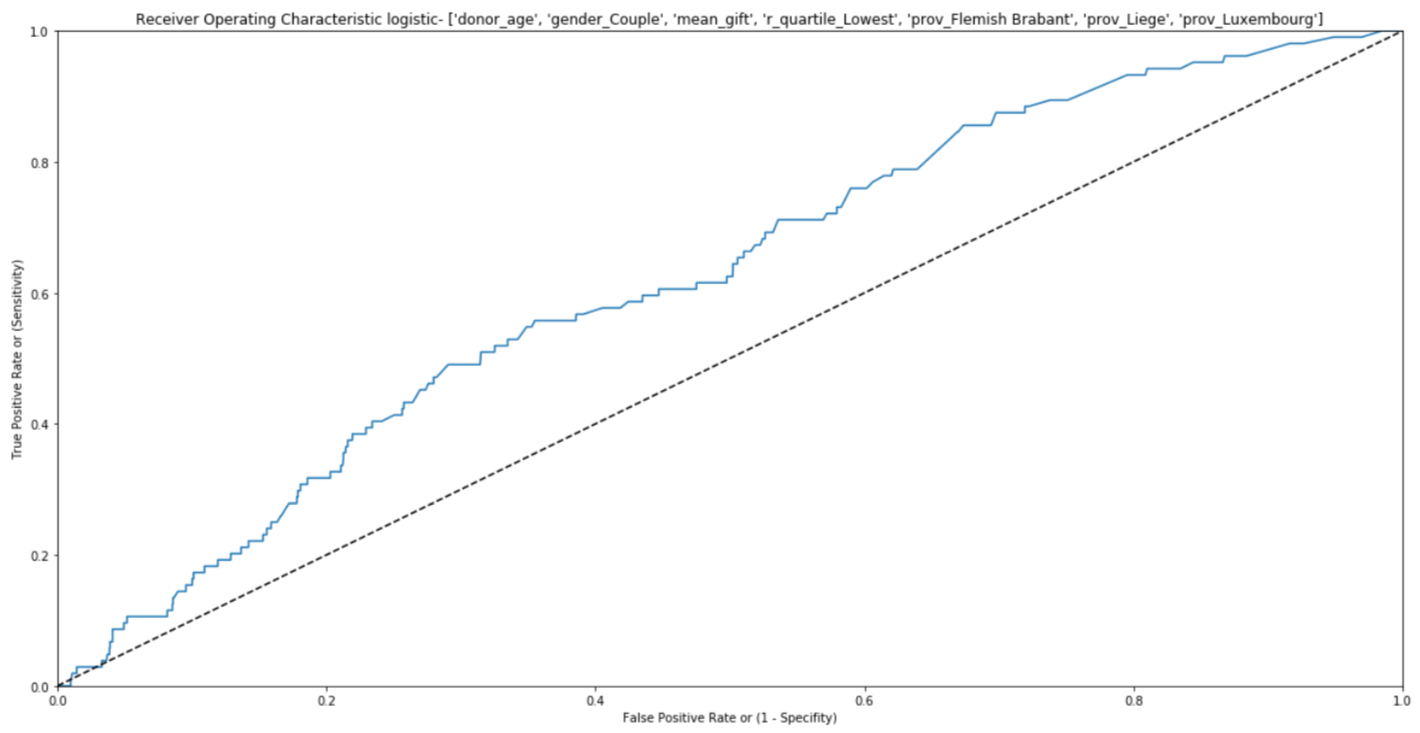 Receiver Operating Characteristic logistic- ['donor_age', 'gender_Couple', 'mean_gift', 'r_quartile_Lowest', 'prov_Flemish Brabant', 'prov_Liege', 'prov_Luxembourg']
1.0
0.8
0.6
0.4
0.2
0.0
True Positive Rate or (Sensitivity)
0.0 0.2 0.4 0.6 0.8 1.0
False Positive Rate or (1 - Specifity)